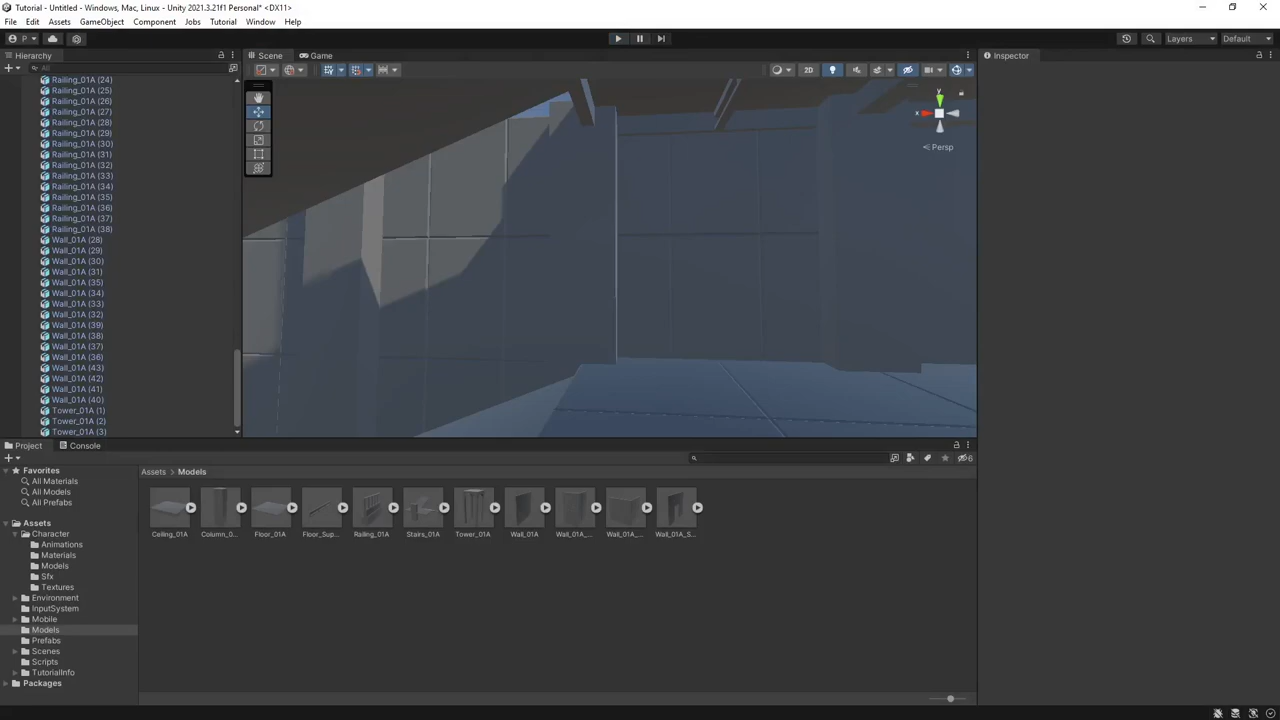 Tutorial - Untitled - Windows, Mac, Linux - Unity 2021.3.21f1 Personal* <DX11>
File Edit Assets GameObject Component Jobs Tutorial Window Help
P Layers Default
Hierarchy
All
Railing_01A (24)
Railing_01A (25)
Railing_01A (26)
Railing_01A (27)
Railing_01A (28)
Railing_01A (29)
Railing_01A (30)
Railing_01A (31)
Railing_01A (32)
Railing_01A (33)
Railing_01A (34)
Railing_01A (35)
Railing_01A (36)
Railing_01A (37)
Railing_01A (38)
Wall_01A (28)
Wall_01A (29)
Wall_01A (30)
Wall_01A (31)
Wall_01A (35)
Wall_01A (34)
Wall_01A (33)
Wall_01A (32)
Wall_01A (39)
Wall_01A (38)
Wall_01A (37)
Wall_01A (36)
Wall_01A (43)
Wall_01A (42)
Wall_01A (41)
Wall_01A (40)
Tower_01A (1)
Tower_01A (2)
Tower_01A (3)
Scene Game
2D
y
x
Persp
Inspector
Project Console
6
Favorites
All Materials
All Models
All Prefabs
Assets
Character
Animations
Materials
Models
Sfx
Textures
Environment
InputSystem
Mobile
Models
Prefabs
Scenes
Scripts
TutorialInfo
Packages
Assets > Models
Ceiling_01A Column_0... Floor_01A Floor_Sup... Railing_01A Stairs_01A Tower_01A Wall_01A Wall_01A_... Wall_01A_... Wall_01A_S...